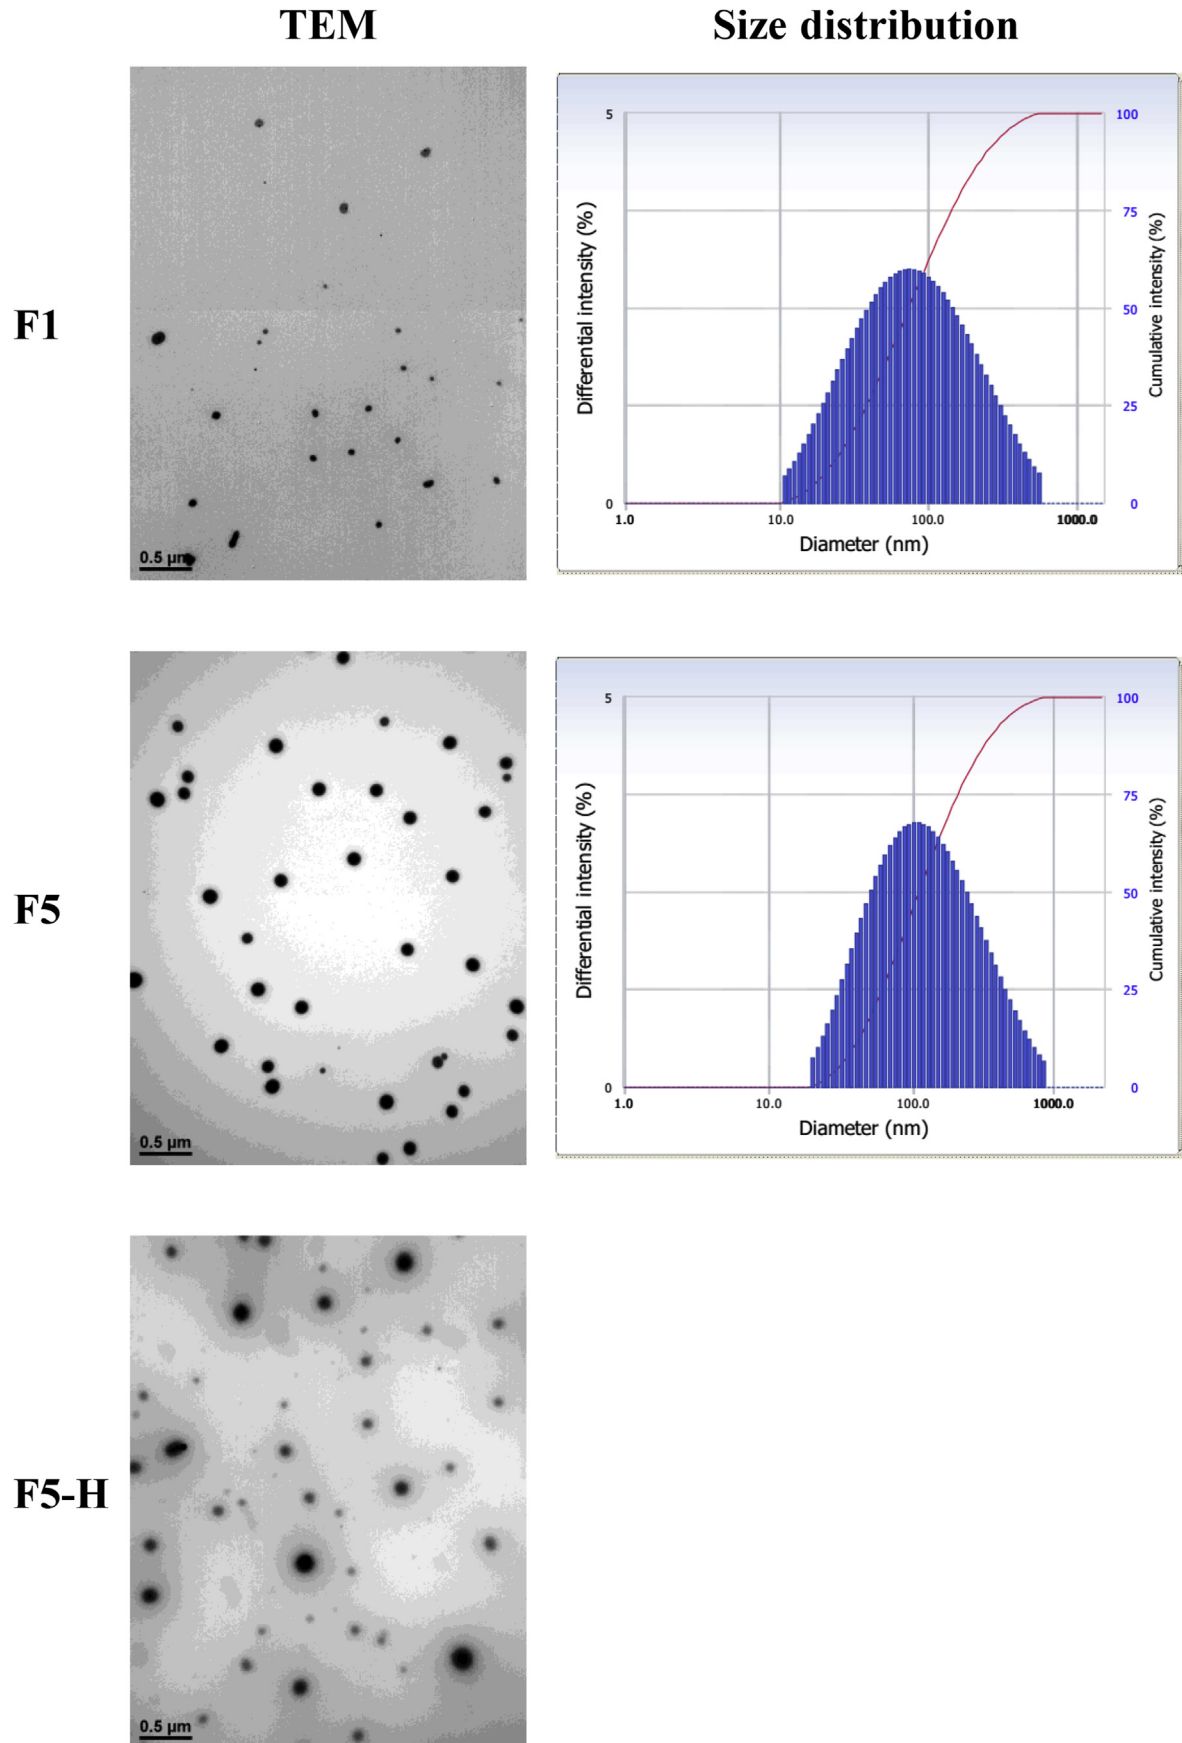 TEM
Size distribution
F1
0.5 µm
5
0
Differential intensity (%)
1.0
10.0
100.0
1000.0
Diameter (nm)
100
75
50
25
0
Cumulative intensity (%)
F5
0.5 µm
5
0
Differential intensity (%)
1.0
10.0
100.0
1000.0
Diameter (nm)
100
75
50
25
0
Cumulative intensity (%)
F5-H
0.5 µm